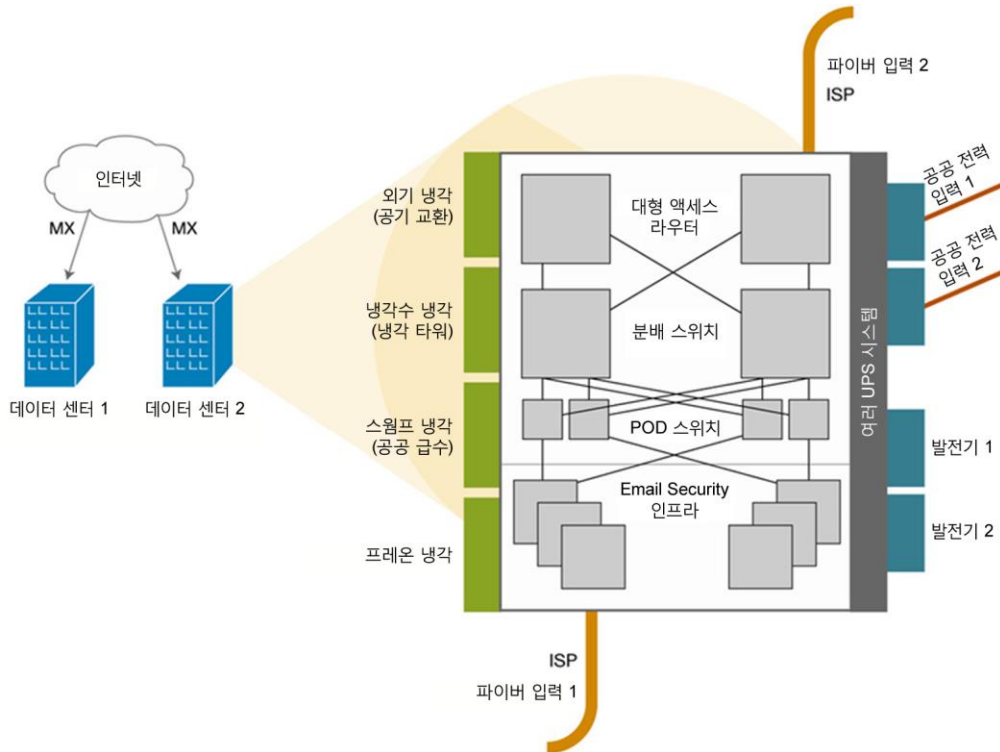 파이버 입력 2
ISP
인터넷
MX
MX
데이터 센터 1
데이터 센터 2
외기 냉각
(공기 교환)
냉각수 냉각
(냉각 타워)
스웜프 냉각
(공공 급수)
프레온 냉각
대형 액세스
라우터
분배 스위치
POD 스위치
Email Security
인프라
여러 UPS 시스템
공공 전력
입력 1
공공 전력
입력 2
발전기 1
발전기 2
ISP
파이버 입력 1